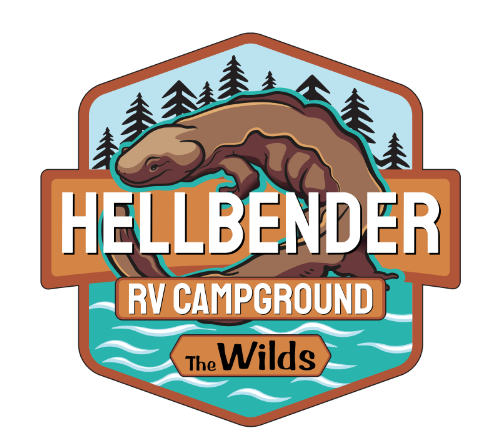 HELLBENDER
RV CAMPGROUND
The Wilds